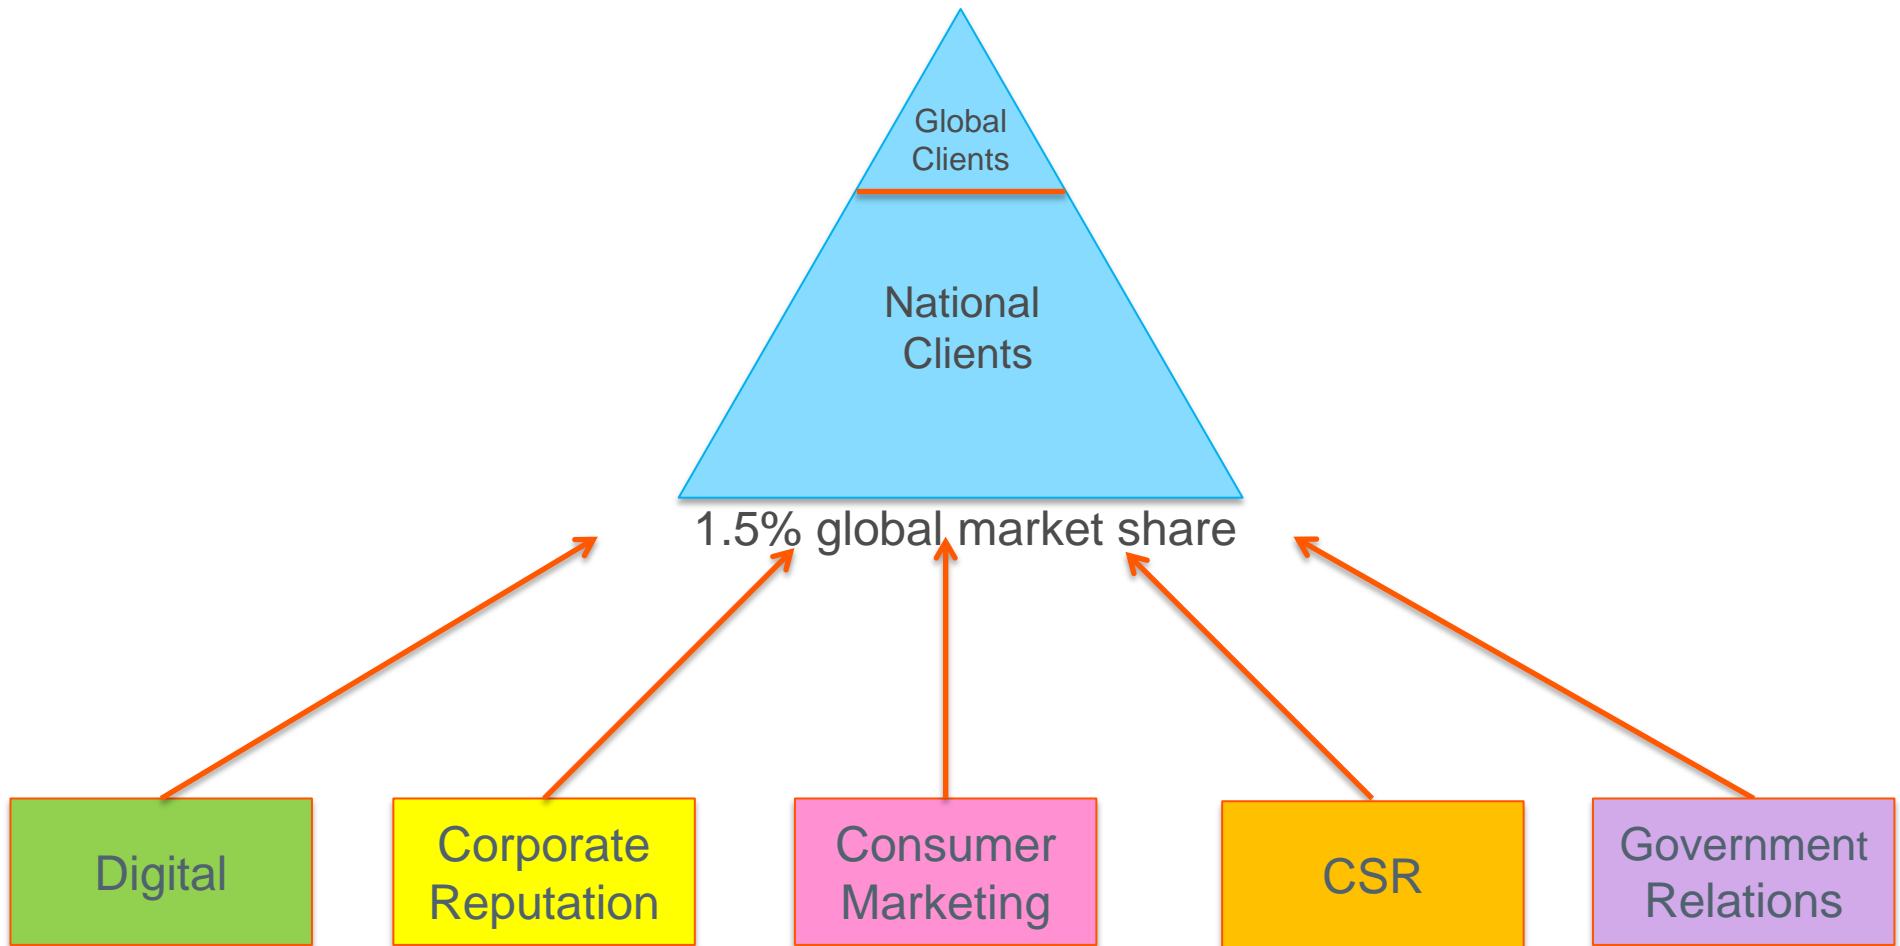 Global
Clients
National
Clients
1.5% global market share
Digital
Corporate
Reputation
Consumer
Marketing
CSR
Government
Relations